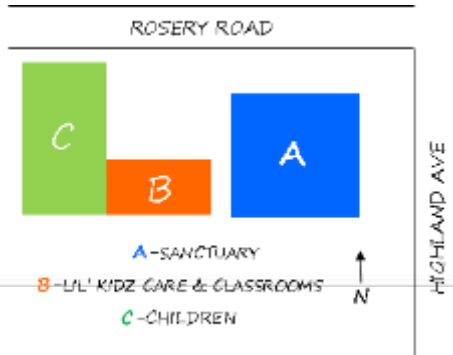 ROSERY ROAD
C
A
B
HIGHLAND AVE
A-SANCTUARY
B-LIL' KIDZ CARE & CLASSROOMS
N
C-CHILDREN